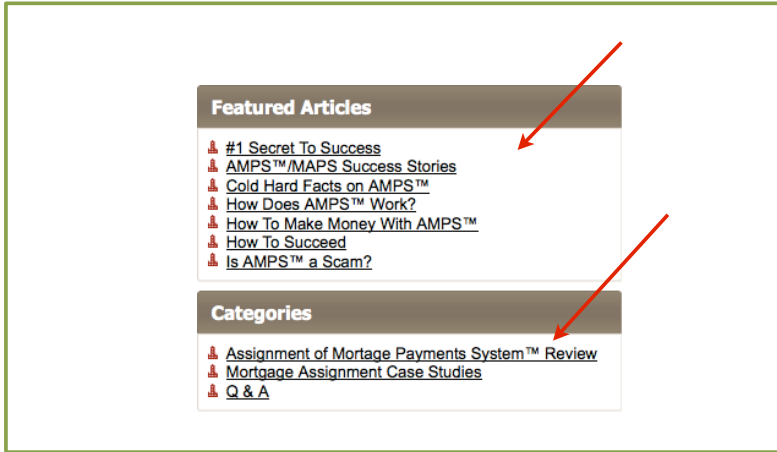 Featured Articles
#1 Secret To Success
AMPS™/MAPS Success Stories
Cold Hard Facts on AMPS™
How Does AMPS™ Work?
How To Make Money With AMPS™
How To Succeed
Is AMPS™ a Scam?
Categories
Assignment of Mortage Payments System™ Review
Mortgage Assignment Case Studies
Q & A